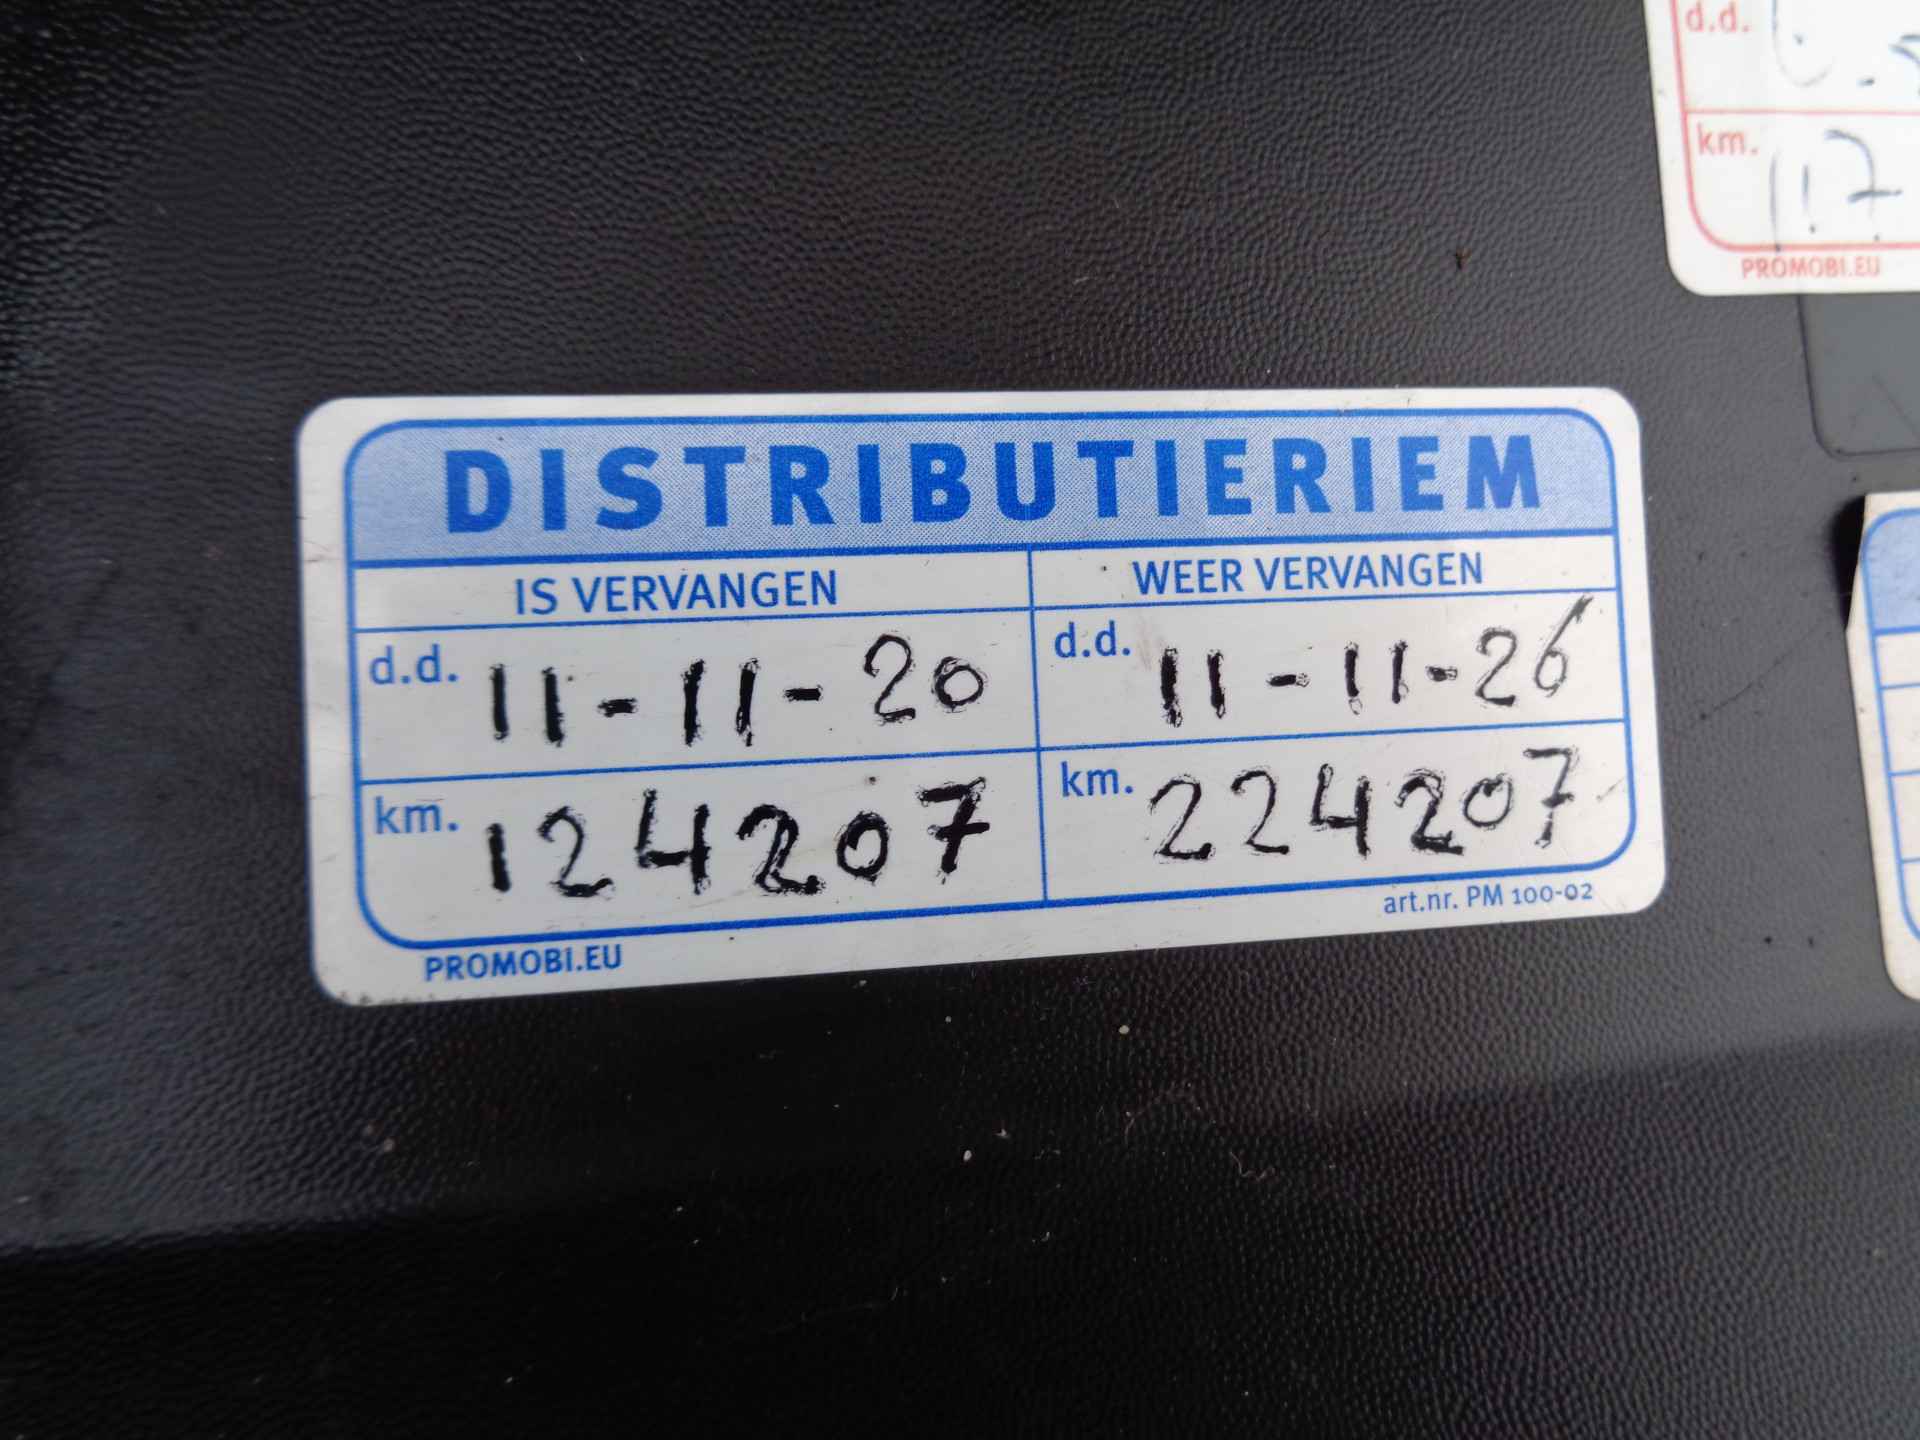 d.d.
km. 117
PROMOBI.EU
DISTRIBUTIERIEM
IS VERVANGEN WEER VERVANGEN
d.d. 11-11-20 d.d. 11-11-26
km. 124207 km. 224207
art.nr. PM 100-02
PROMOBI.EU